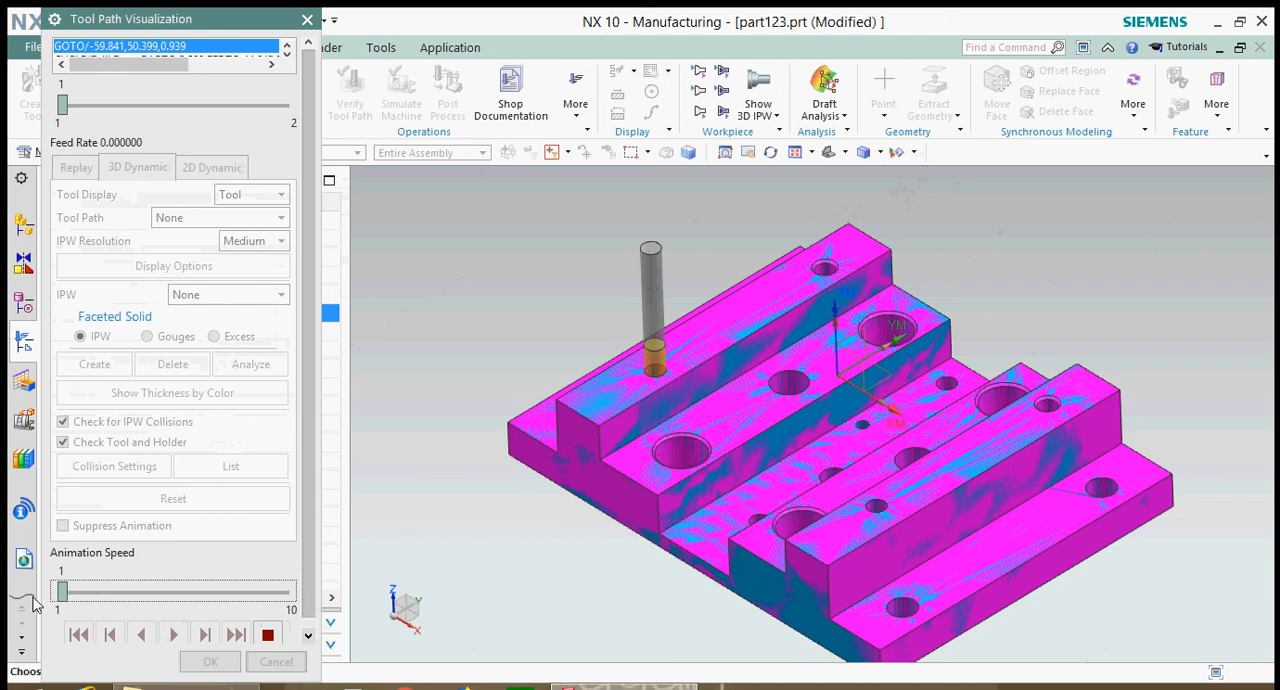 NX
Tool Path Visualization
NX 10 - Manufacturing - [part123.prt (Modified) ]
SIEMENS
GOTO/-59.841,50.399,0.939
Tools
Application
Find a Command
Tutorials
1
1
2
Feed Rate 0.000000
Replay
3D Dynamic
2D Dynamic
Tool Display
Tool
Tool Path
None
IPW Resolution
Medium
Display Options
IPW
None
Faceted Solid
IPW
Gouges
Excess
Create
Delete
Analyze
Show Thickness by Color
Check for IPW Collisions
Check Tool and Holder
Collision Settings
List
Reset
Suppress Animation
Animation Speed
1
1
10
OK
Cancel
Verify
Tool Path
Simulate
Machine
Post
Process
Shop
Documentation
More
Operations
Display
Show
3D IPW
Workpiece
Draft
Analysis
Analysis
Point
Extract
Geometry
Geometry
Move
Face
Offset Region
Replace Face
Delete Face
More
Synchronous Modeling
More
Feature
Entire Assembly
YM
XM
Z
Y
X